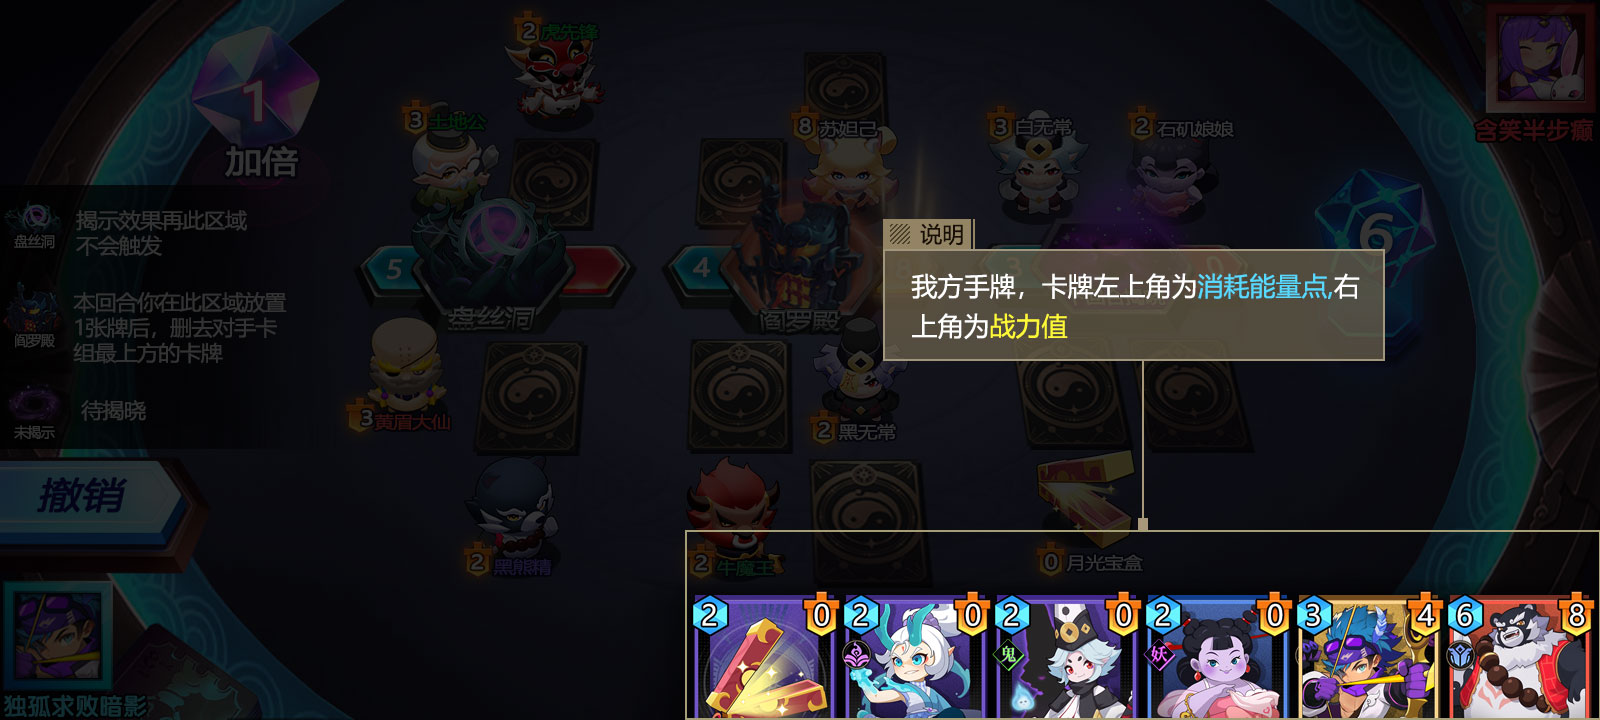 2 虎先锋
1
加倍
3 土地公
8 苏妲己
3 白无常
2 石矶娘娘
含笑半步癫
盘丝洞
揭示效果再此区域
不会触发
阎罗殿
本回合你在此区域放置
1张牌后，删去对手卡
组最上方的卡牌
未揭示
待揭晓
5
盘丝洞
4
8
阎罗殿
3
0
6
说明
我方手牌，卡牌左上角为消耗能量点,右
上角为战力值
3 黄眉大仙
2 黑无常
撤销
2 黑熊精
2 牛魔王
0 月光宝盒
2 0
2 0
2 0
鬼
2 0
妖
3 4
6 8
独孤求败暗影